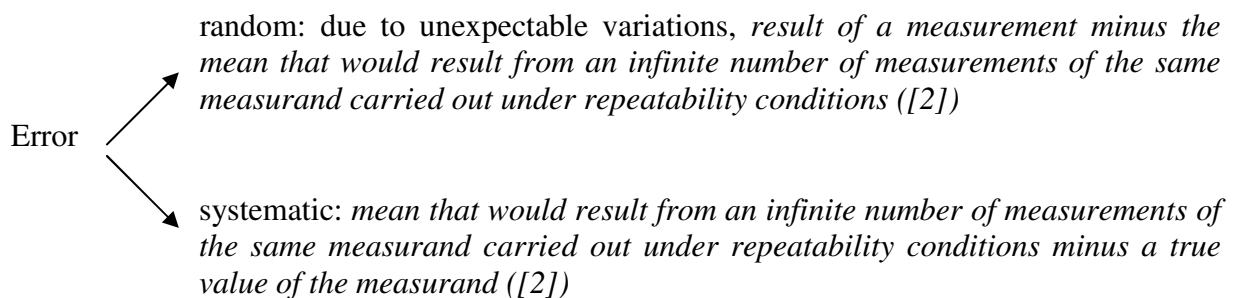 random: due to unexpectable variations, result of a measurement minus the
mean that would result from an infinite number of measurements of the same
measurand carried out under repeatability conditions ([2])
Error
systematic: mean that would result from an infinite number of measurements of
the same measurand carried out under repeatability conditions minus a true
value of the measurand ([2])